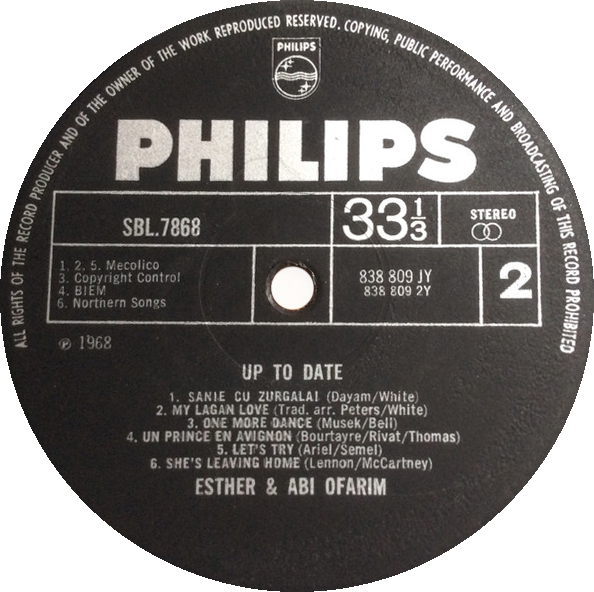 ALL RIGHTS OF THE RECORD PRODUCER AND OF THE OWNER OF THE WORK REPRODUCED RESERVED. COPYING, PUBLIC PERFORMANCE AND BROADCASTING OF THIS RECORD PROHIBITED
PHILIPS
PHILIPS
SBL.7868
33 1/3
STEREO
1. 2. 5. Mecolico
3. Copyright Control
4. BIEM
6. Northern Songs
838 809 JY
838 809 2Y
2
℗ 1968
UP TO DATE
1. SANIE CU ZURGALAI (Dayam/White)
2. MY LAGAN LOVE (Trad. arr. Peters/White)
3. ONE MORE DANCE (Musek/Bell)
4. UN PRINCE EN AVIGNON (Bourtayre/Rivat/Thomas)
5. LET'S TRY (Ariel/Semel)
6. SHE'S LEAVING HOME (Lennon/McCartney)
ESTHER & ABI OFARIM